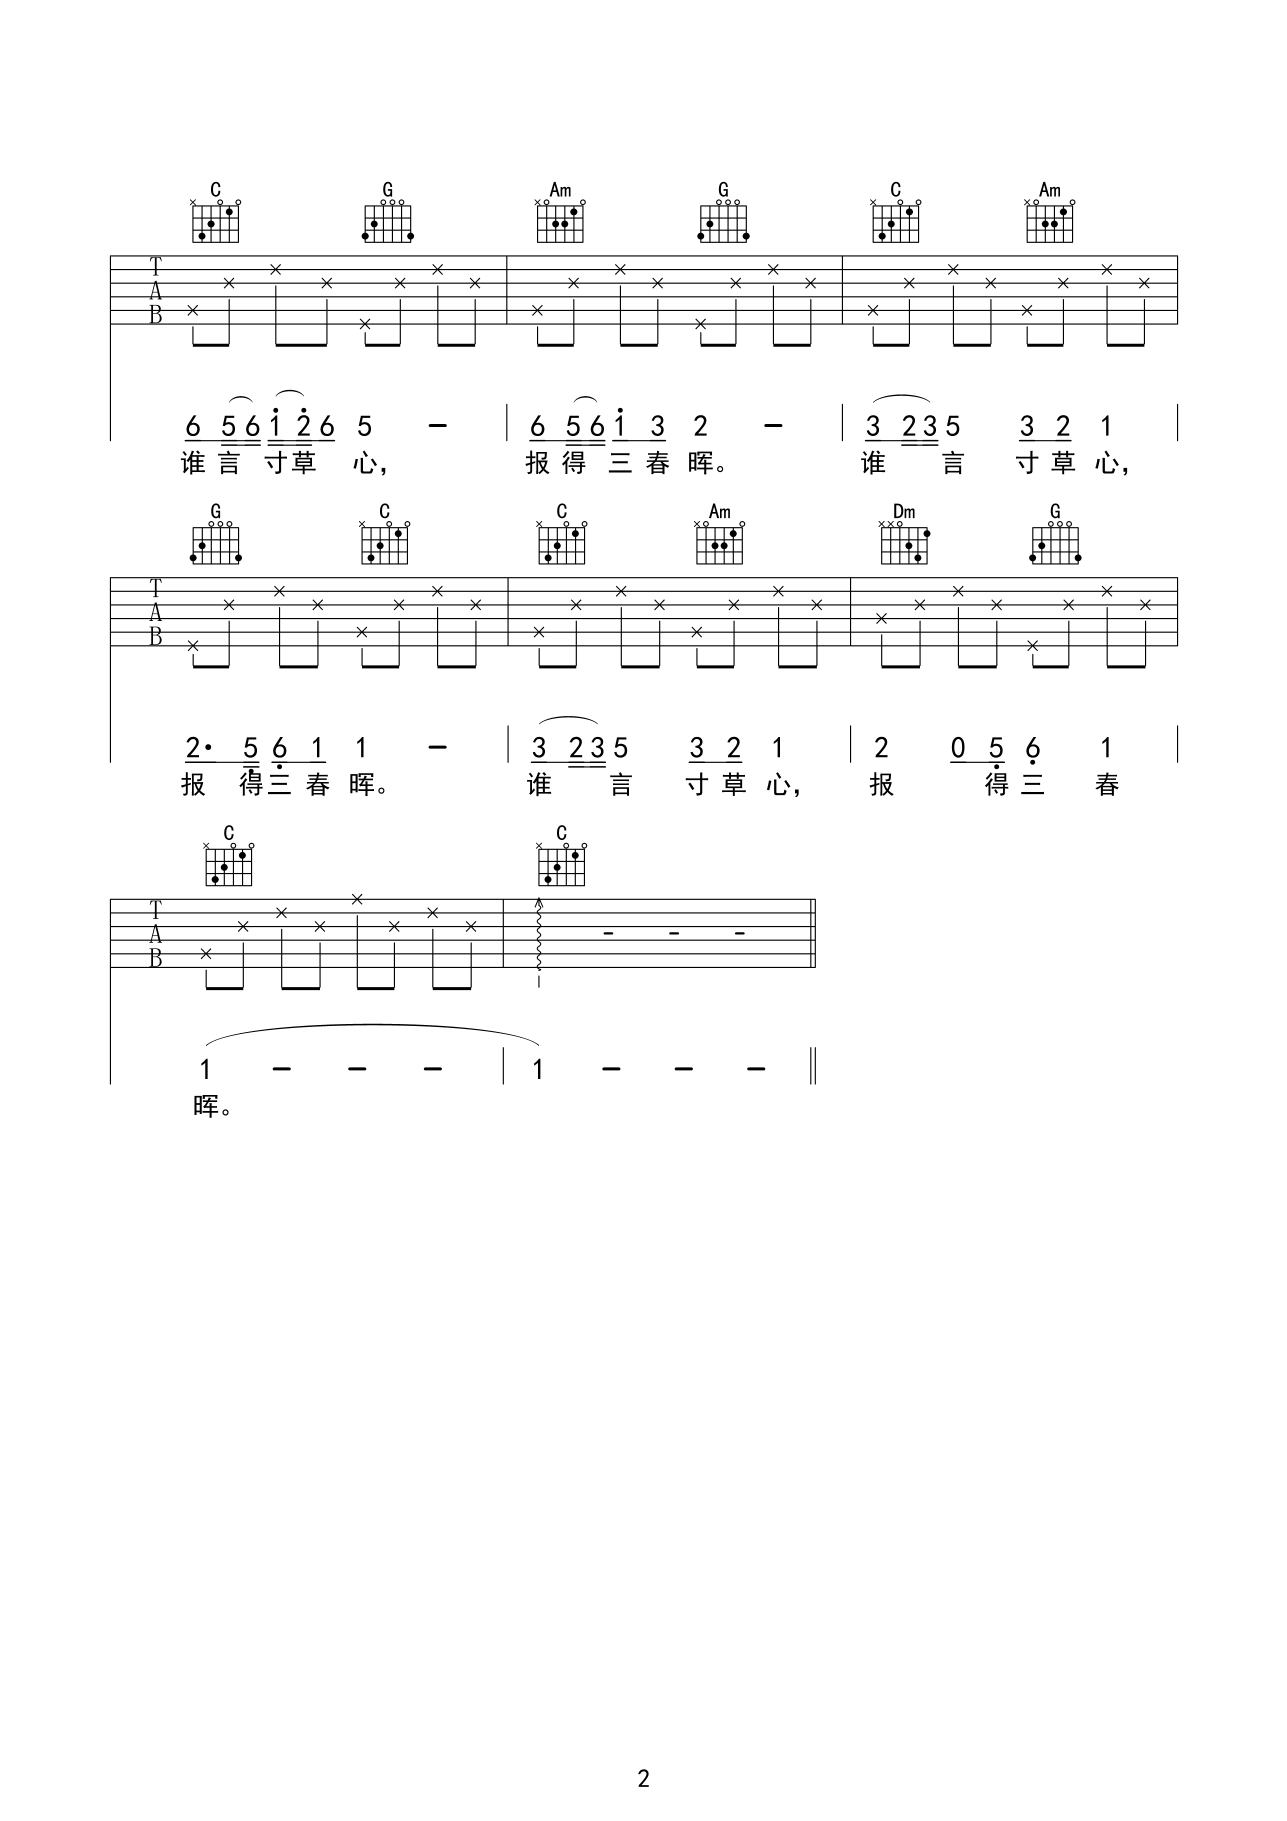 C G Am G C Am
T
A
B
6 5 6 1 2 6 5 – | 6 5 6 1 3 2 – | 3 2 3 5 3 2 1 |
谁 言 寸 草 心， 报 得 三 春 晖。 谁 言 寸 草 心，
G C C Am Dm G
T
A
B
2· 5 6 1 1 – | 3 2 3 5 3 2 1 | 2 0 5 6 1 |
报 得 三 春 晖。 谁 言 寸 草 心， 报 得 三 春
C C
T
A
B
– – –
1 – – – | 1 – – – ||
晖。
2